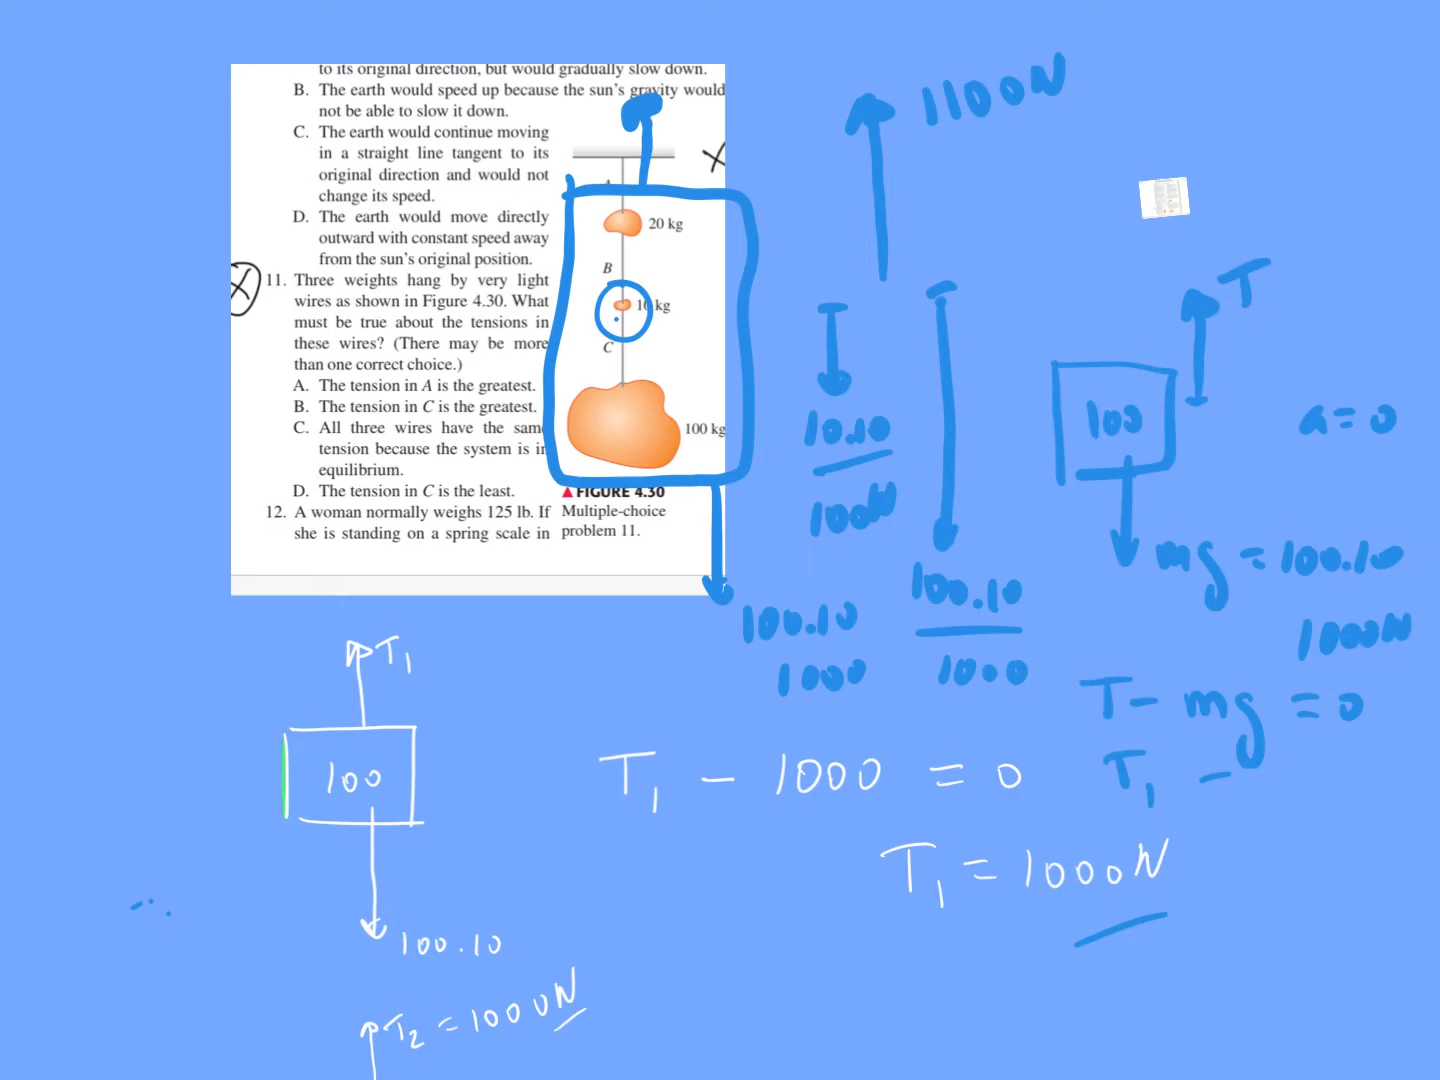 to its original direction, but would gradually slow down.
B. The earth would speed up because the sun's gravity would
not be able to slow it down.
C. The earth would continue moving
in a straight line tangent to its
original direction and would not
change its speed.
D. The earth would move directly
outward with constant speed away
from the sun's original position.
11. Three weights hang by very light
wires as shown in Figure 4.30. What
must be true about the tensions in
these wires? (There may be more
than one correct choice.)
A. The tension in A is the greatest.
B. The tension in C is the greatest.
C. All three wires have the same
tension because the system is in
equilibrium.
D. The tension in C is the least.
12. A woman normally weighs 125 lb. If
she is standing on a spring scale in
20 kg
B
10 kg
C
100 kg
▲ FIGURE 4.30
Multiple-choice
problem 11.
1100N
10.10
100N
100.10
1000
100.10
1000
T
100
a = 0
mg = 100.10
1000N
T - mg = 0
T1 -
T1
100
100.10
T1 - 1000 = 0
T1 = 1000N
T2 = 1000N